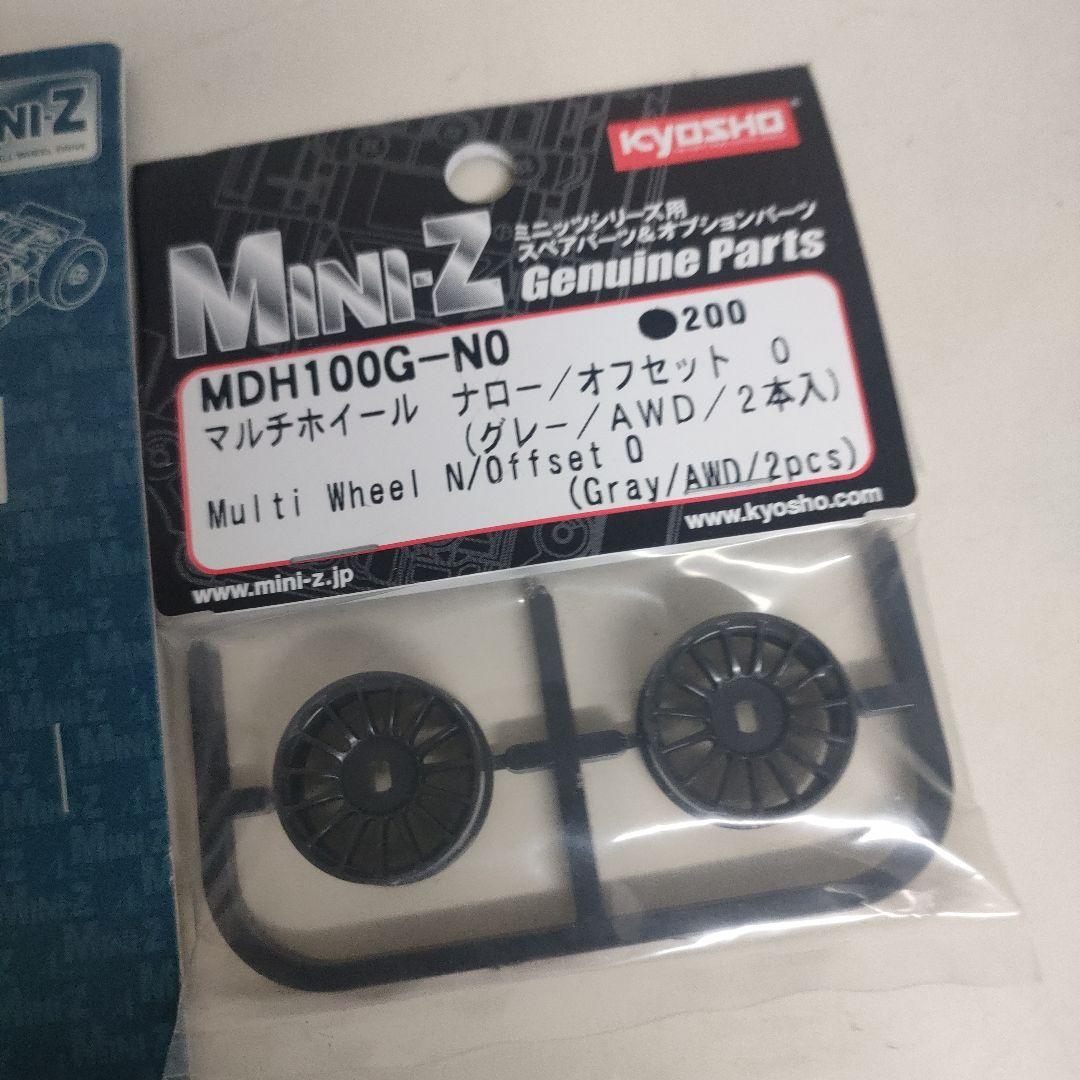 NI-Z
KYOSHO
MINI-Z
ミニッツシリーズ用
スペアパーツ&オプションパーツ
Genuine Parts
MDH100G-N0 ●200
マルチホイール ナロー/オフセット 0
(グレー/AWD/2本入)
Multi Wheel N/Offset 0
(Gray/AWD/2pcs)
www.mini-z.jp
www.kyosho.com